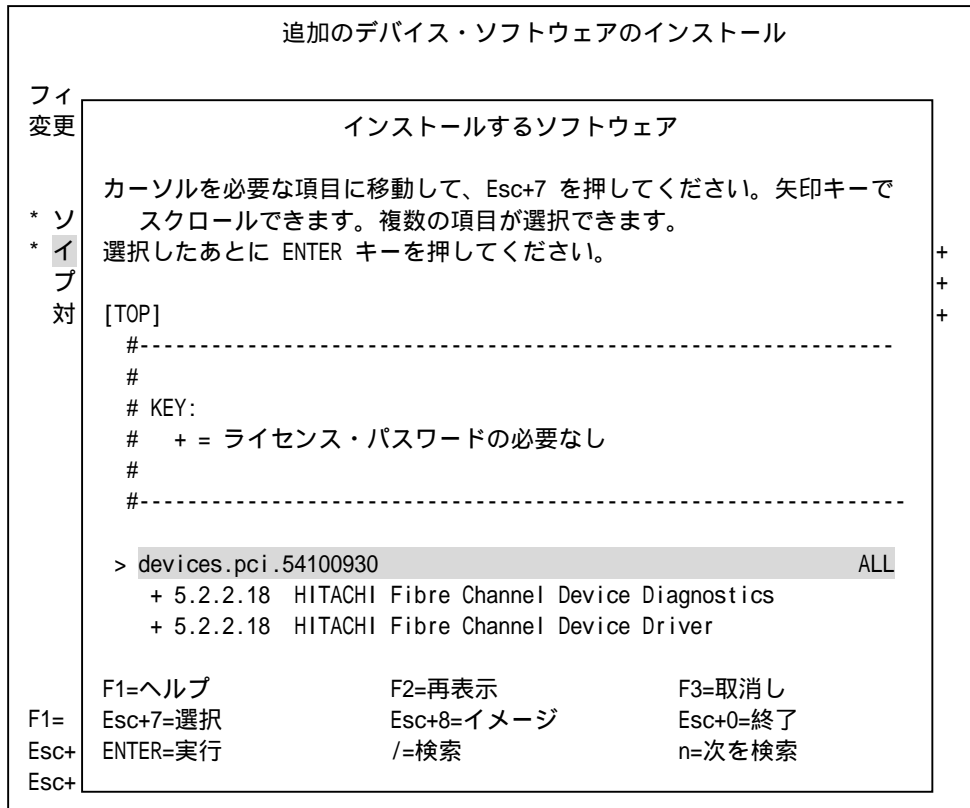 追加のデバイス・ソフトウェアのインストール
フィ
変更
インストールするソフトウェア
カーソルを必要な項目に移動して、Esc+7 を押してください。矢印キーで
* ソ
スクロールできます。複数の項目が選択できます。
* イ
選択したあとに ENTER キーを押してください。
+
プ
+
対
[TOP]
+
#---------------------------------------------------------------
#
# KEY:
# + = ライセンス・パスワードの必要なし
#
#----------------------------------------------------------------
> devices.pci.54100930 ALL
+ 5.2.2.18 HITACHI Fibre Channel Device Diagnostics
+ 5.2.2.18 HITACHI Fibre Channel Device Driver
F1=ヘルプ F2=再表示 F3=取消し
F1=
Esc+7=選択 Esc+8=イメージ Esc+0=終了
Esc+
ENTER=実行 /=検索 n=次を検索
Esc+